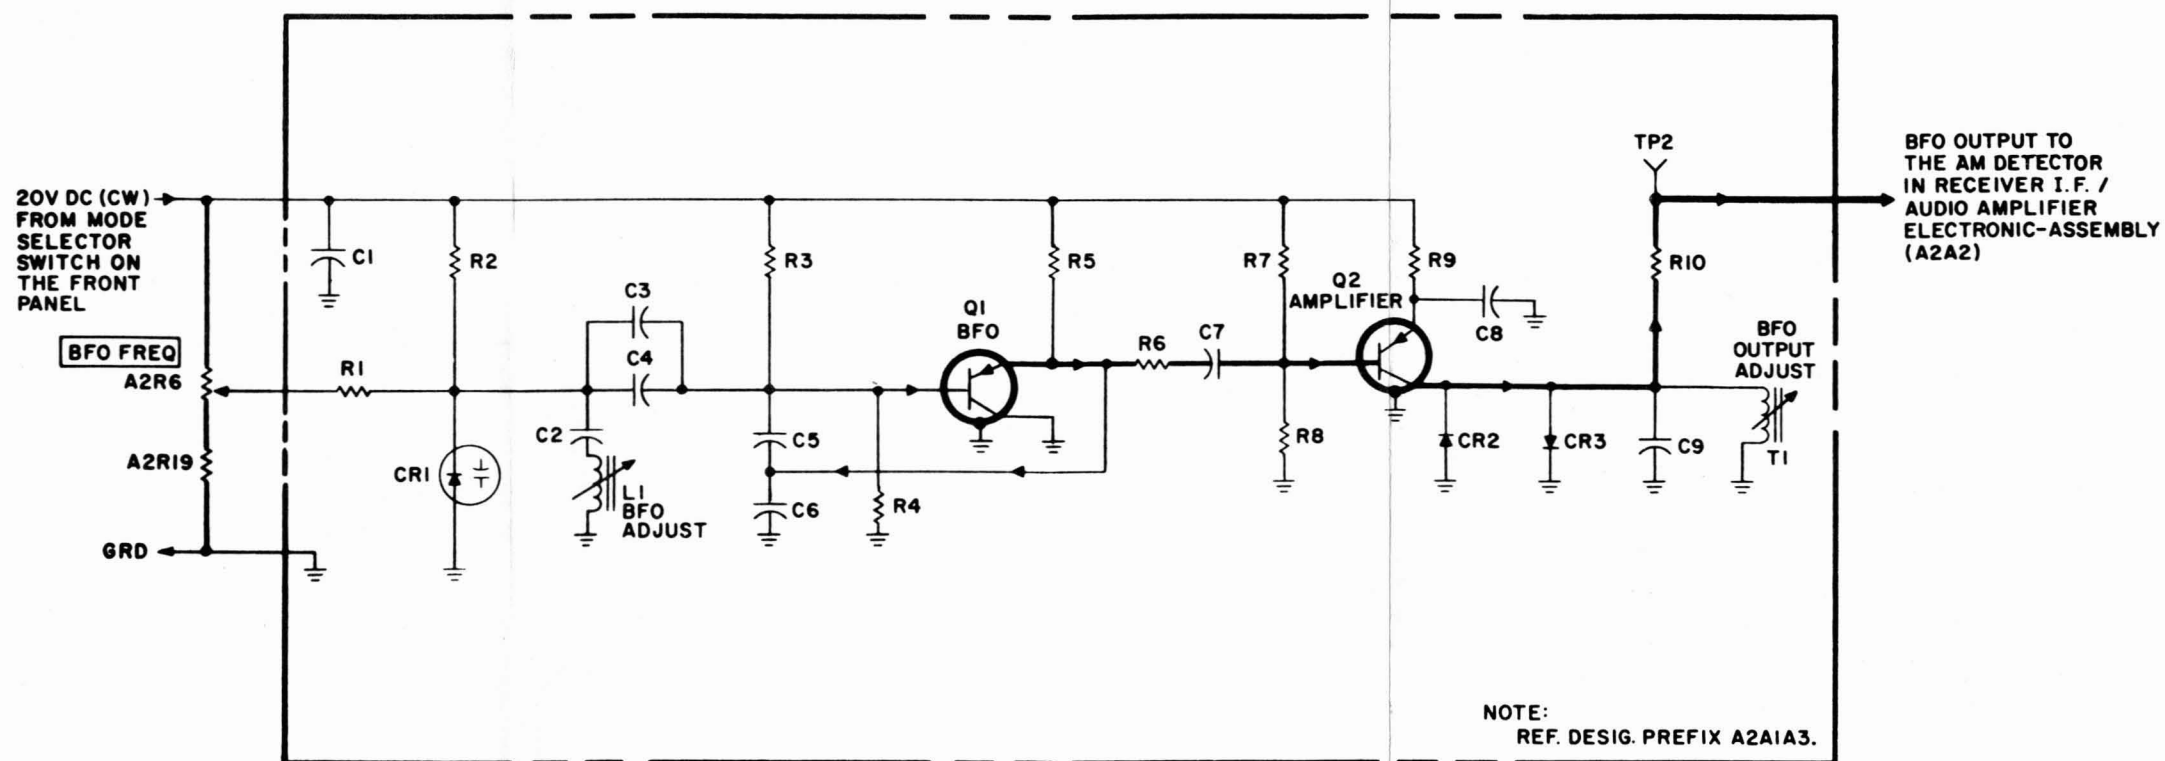 20V DC (CW)
FROM MODE
SELECTOR
SWITCH ON
THE FRONT
PANEL
BFO FREQ
A2R6
A2R19
GRD
C1
R1
R2
CR1
C3
C4
C2
L1
BFO
ADJUST
R3
C5
C6
R4
Q1
BFO
R5
R6
C7
R7
R8
Q2
AMPLIFIER
R9
C8
CR2
CR3
TP2
R10
C9
BFO
OUTPUT
ADJUST
T1
BFO OUTPUT TO
THE AM DETECTOR
IN RECEIVER I.F. /
AUDIO AMPLIFIER
ELECTRONIC-ASSEMBLY
(A2A2)
NOTE:
REF. DESIG. PREFIX A2A1A3.